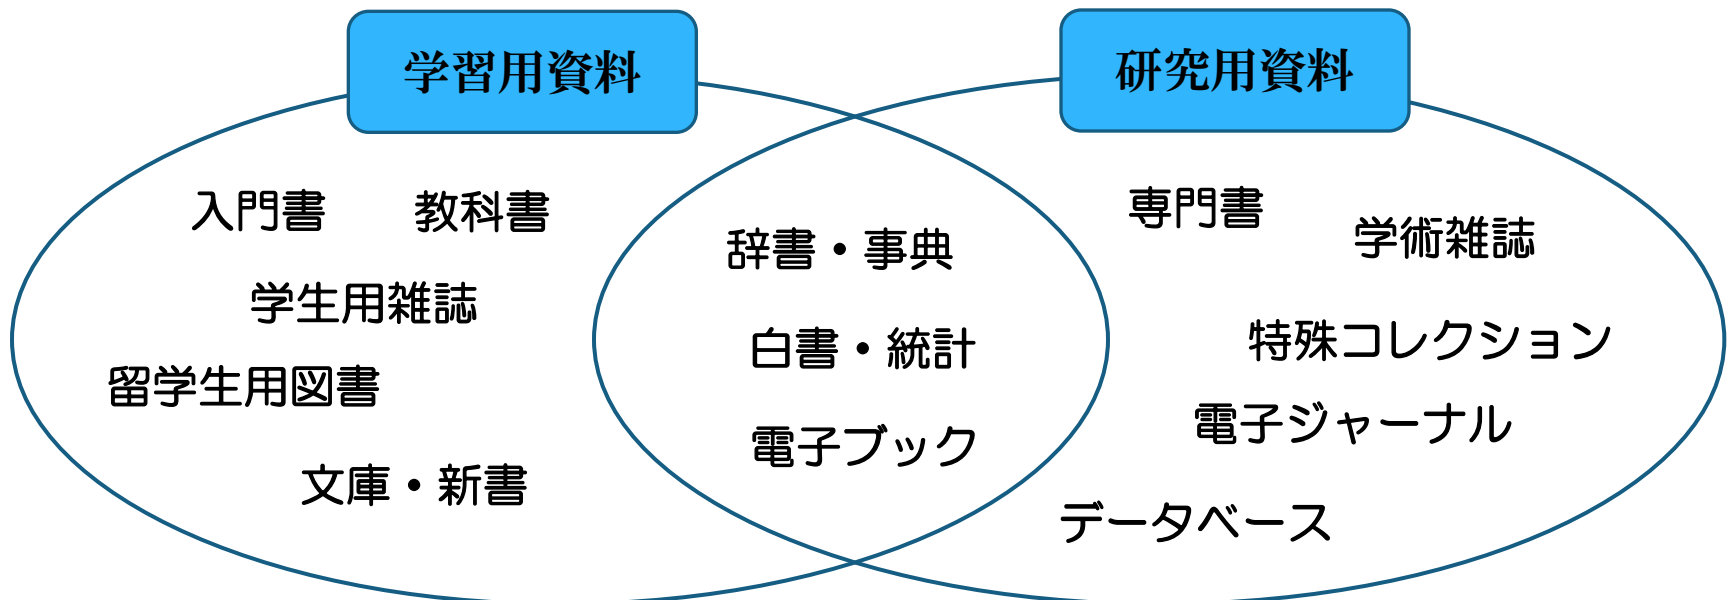 学習用資料
入門書
教科書
学生用雑誌
留学生用図書
文庫・新書
辞書・事典
白書・統計
電子ブック
研究用資料
専門書
学術雑誌
特殊コレクション
電子ジャーナル
データベース